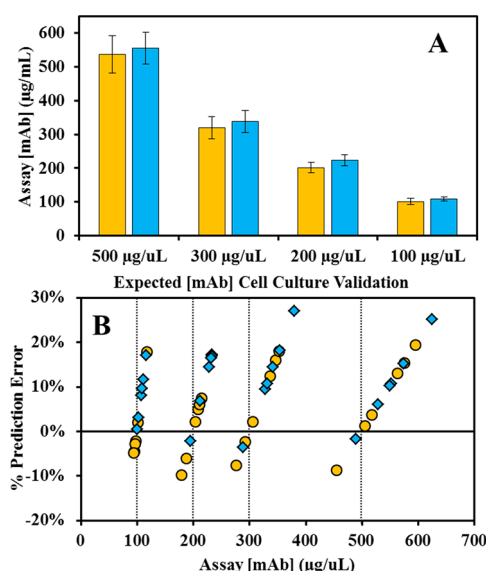 A
600
500
400
300
200
100
0
Assay [mAb] (µg/mL)
500 µg/uL 300 µg/uL 200 µg/uL 100 µg/uL
Expected [mAb] Cell Culture Validation
B
30%
20%
10%
0%
-10%
-20%
% Prediction Error
0 100 200 300 400 500 600 700
Assay [mAb] (µg/uL)